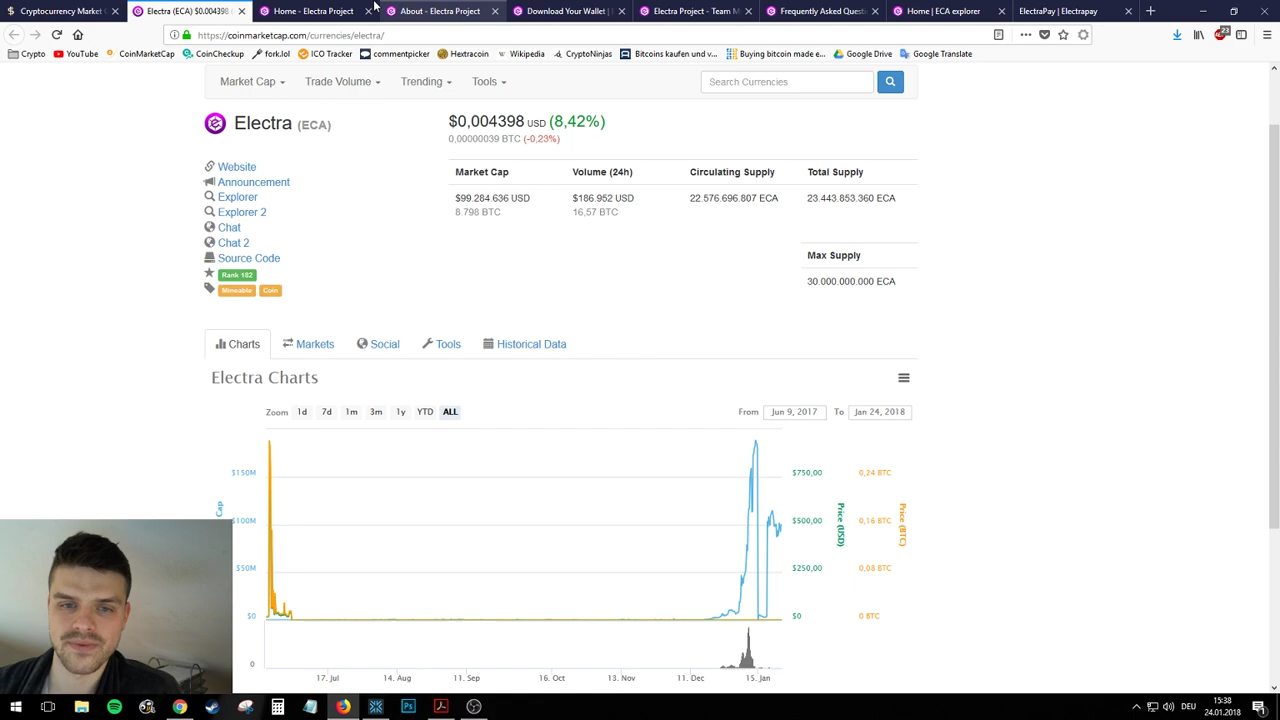 Cryptocurrency Market C
Electra (ECA) $0,004398
Home - Electra Project
About - Electra Project
Download Your Wallet | E
Electra Project - Team M
Frequently Asked Ques
Home | ECA explorer
ElectraPay | Electrapay
https://coinmarketcap.com/currencies/electra/
23
Crypto
YouTube
CoinMarketCap
CoinCheckup
fork.lol
ICO Tracker
commentpicker
Hextracoin
Wikipedia
CryptoNinjas
Bitcoins kaufen und v...
Buying bitcoin made e...
Google Drive
Google Translate
Market Cap
Trade Volume
Trending
Tools
Search Currencies
Electra (ECA)
$0,004398 USD (8,42%)
0,00000039 BTC (-0,23%)
Website
Announcement
Explorer
Explorer 2
Chat
Chat 2
Source Code
Rank 182
Mineable
Coin
Market Cap
Volume (24h)
Circulating Supply
Total Supply
$99.284.636 USD
$186.952 USD
22.576.696.807 ECA
23.443.853.360 ECA
8.798 BTC
16,57 BTC
Max Supply
30.000.000.000 ECA
Charts
Markets
Social
Tools
Historical Data
Electra Charts
Zoom
1d
7d
1m
3m
1y
YTD
ALL
From
Jun 9, 2017
To
Jan 24, 2018
$150M
$750,00
0,24 BTC
$100M
$500,00
0,16 BTC
$50M
$250,00
0,08 BTC
$0
$0
0 BTC
Cap
Price (USD)
Price (BTC)
0
17. Jul
14. Aug
11. Sep
16. Oct
13. Nov
11. Dec
15. Jan
DEU
15:38
24.01.2018
1